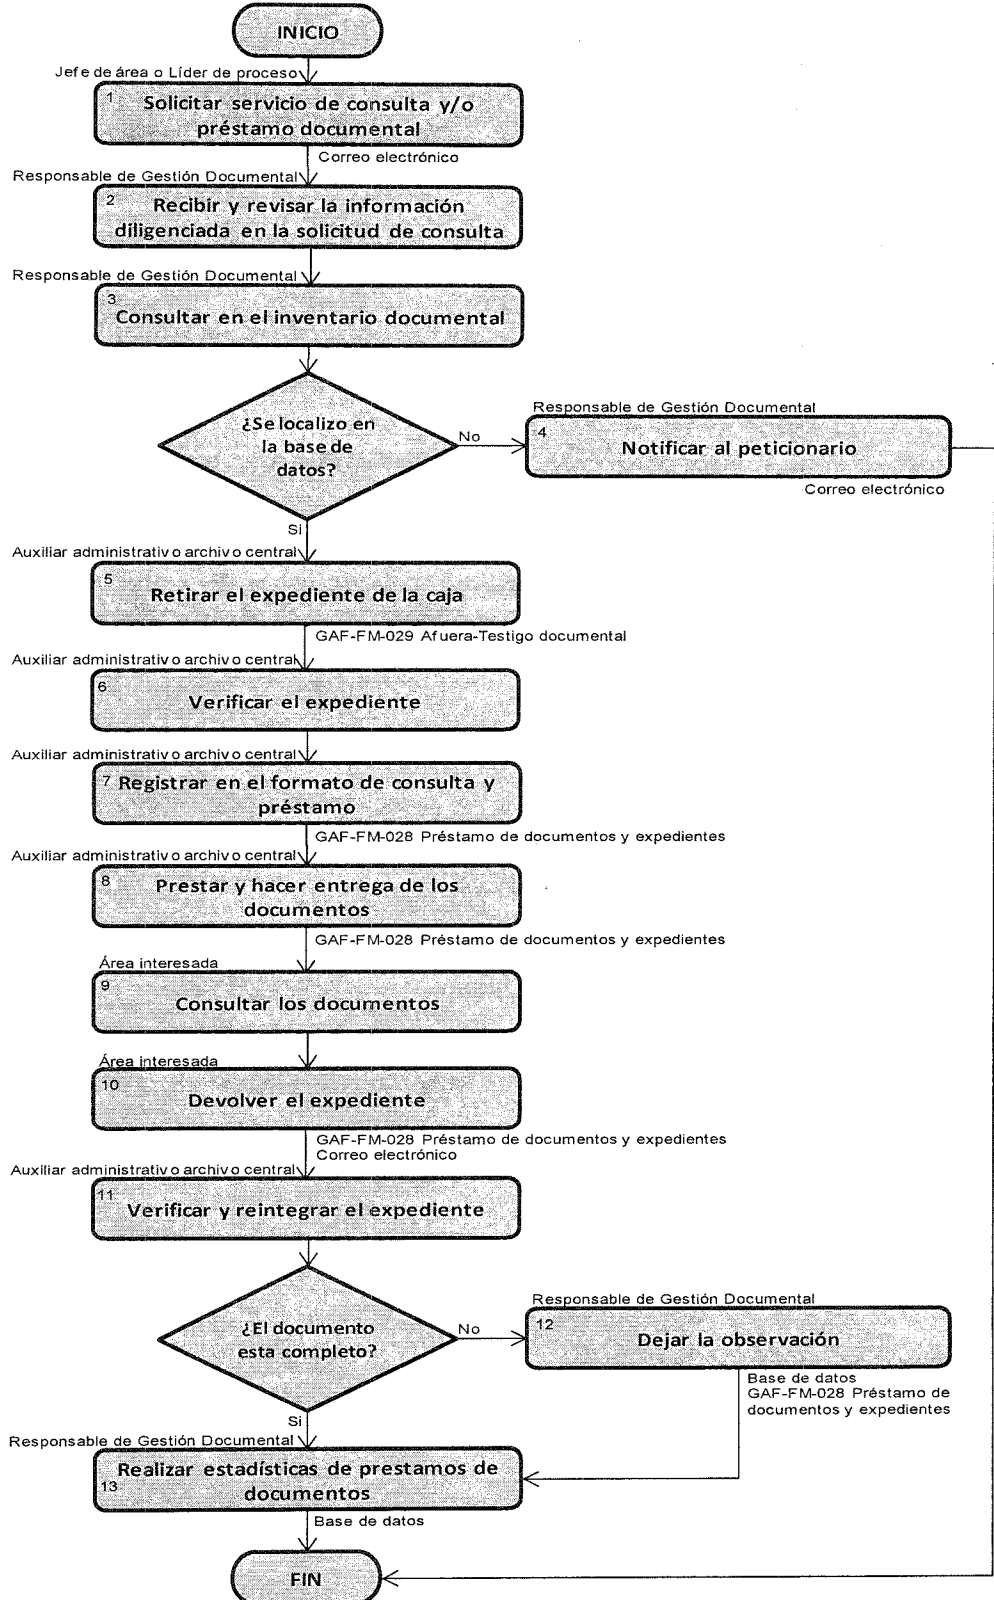 INICIO
Jefe de área o Líder de proceso
1
Solicitar servicio de consulta y/o
préstamo documental
Correo electrónico
Responsable de Gestión Documental
2
Recibir y revisar la información
diligenciada en la solicitud de consulta
Responsable de Gestión Documental
3
Consultar en el inventario documental
¿Se localizo en
la base de
datos?
No
Responsable de Gestión Documental
4
Notificar al peticionario
Correo electrónico
Si
Auxiliar administrativo archivo central
5
Retirar el expediente de la caja
GAF-FM-029 Afuera-Testigo documental
Auxiliar administrativo archivo central
6
Verificar el expediente
Auxiliar administrativo archivo central
7
Registrar en el formato de consulta y
préstamo
GAF-FM-028 Préstamo de documentos y expedientes
Auxiliar administrativo archivo central
8
Prestar y hacer entrega de los
documentos
GAF-FM-028 Préstamo de documentos y expedientes
Área interesada
9
Consultar los documentos
Área interesada
10
Devolver el expediente
GAF-FM-028 Préstamo de documentos y expedientes
Correo electrónico
Auxiliar administrativo archivo central
11
Verificar y reintegrar el expediente
¿El documento
esta completo?
No
Responsable de Gestión Documental
12
Dejar la observación
Base de datos
GAF-FM-028 Préstamo de
documentos y expedientes
Si
Responsable de Gestión Documental
13
Realizar estadísticas de prestamos de
documentos
Base de datos
FIN